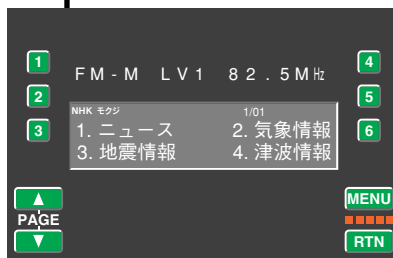 FM-M LV1 82.5MHz
NHK モクジ 1/01
1. ニュース 2. 気象情報
3. 地震情報 4. 津波情報
1
2
3
4
5
6
▲
PAGE
▼
MENU
RTN